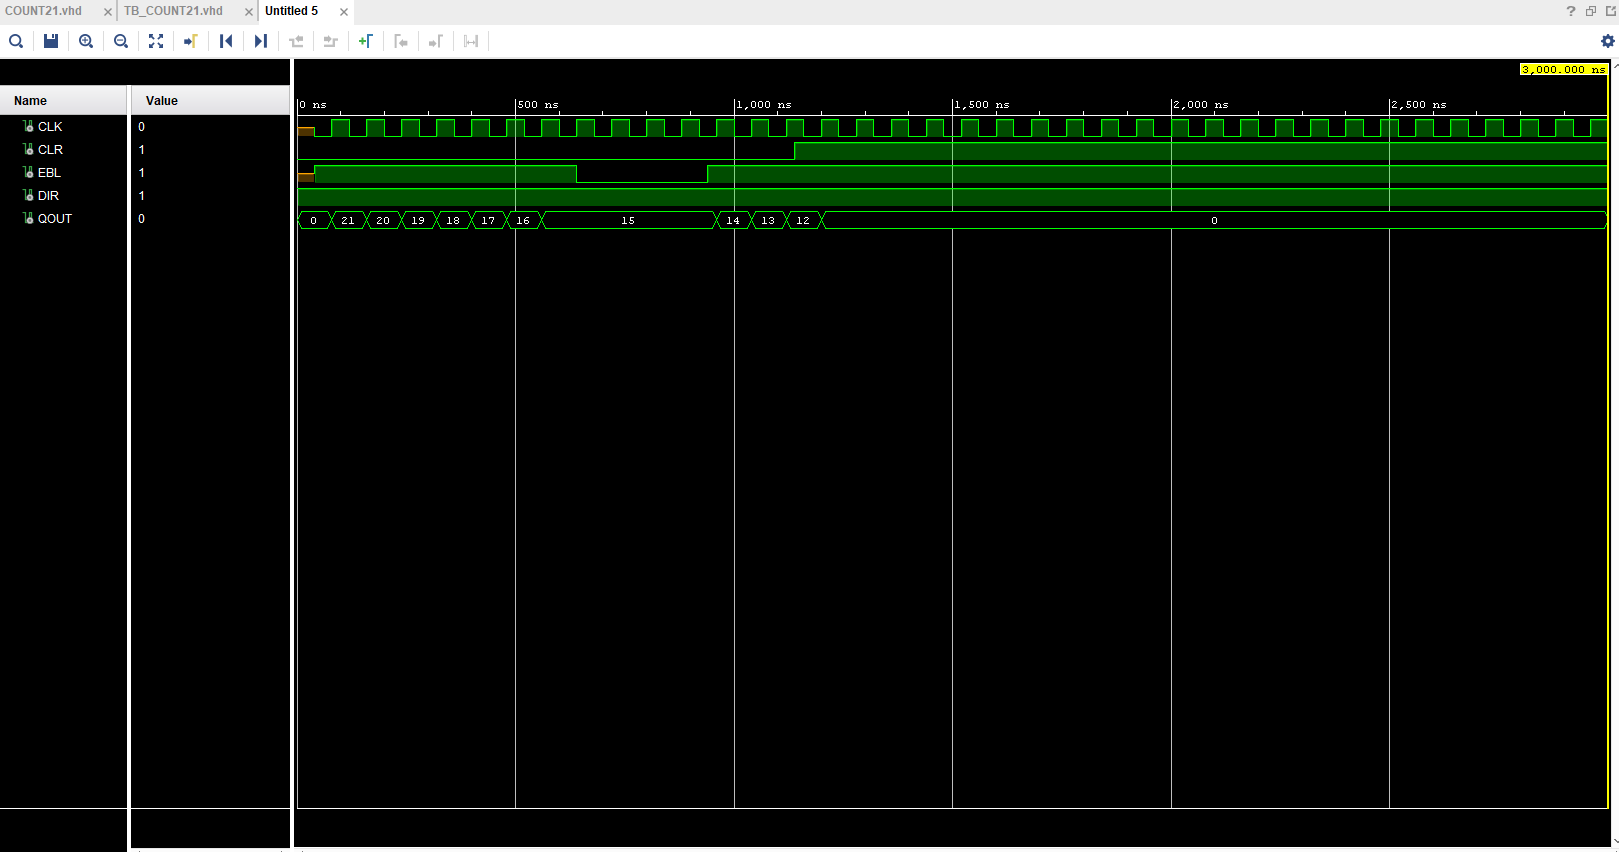 COUNT21.vhd × TB_COUNT21.vhd × Untitled 5 ×
?
3,000.000 ns
Name Value
0 ns 500 ns 1,000 ns 1,500 ns 2,000 ns 2,500 ns
CLK 0
CLR 1
EBL 1
DIR 1
QOUT 0 0 21 20 19 18 17 16 15 14 13 12 0